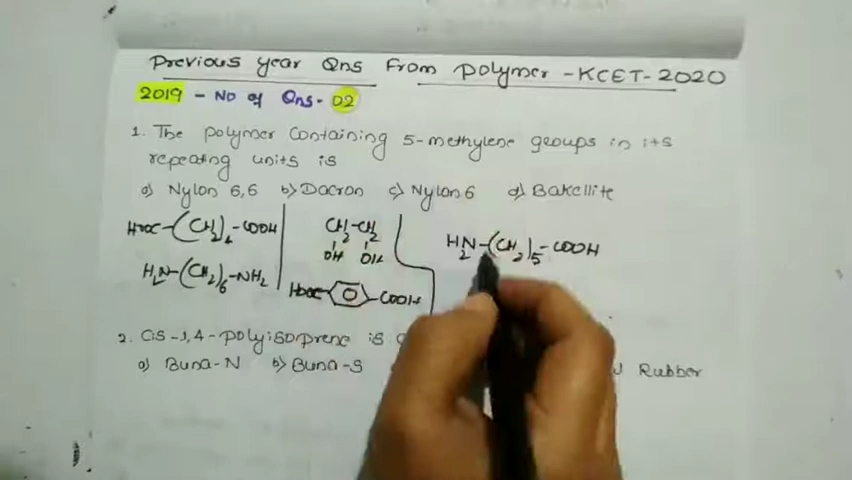 Previous year Qns From polymer - KCET-2020
2019 - No of Qns - 02
1. The polymer containing 5-methylene groups in its
repeating units is
a) Nylon 6,6 b) Dacron c) Nylon 6 d) Bakelite
HOOC-(CH2)4-COOH CH2-CH2 H2N-(CH2)5-COOH
OH OH
H2N-(CH2)6-NH2 HOOC COOH
2. Cis-1,4-polyisoprene is
a) Buna-N b) Buna-S Rubber